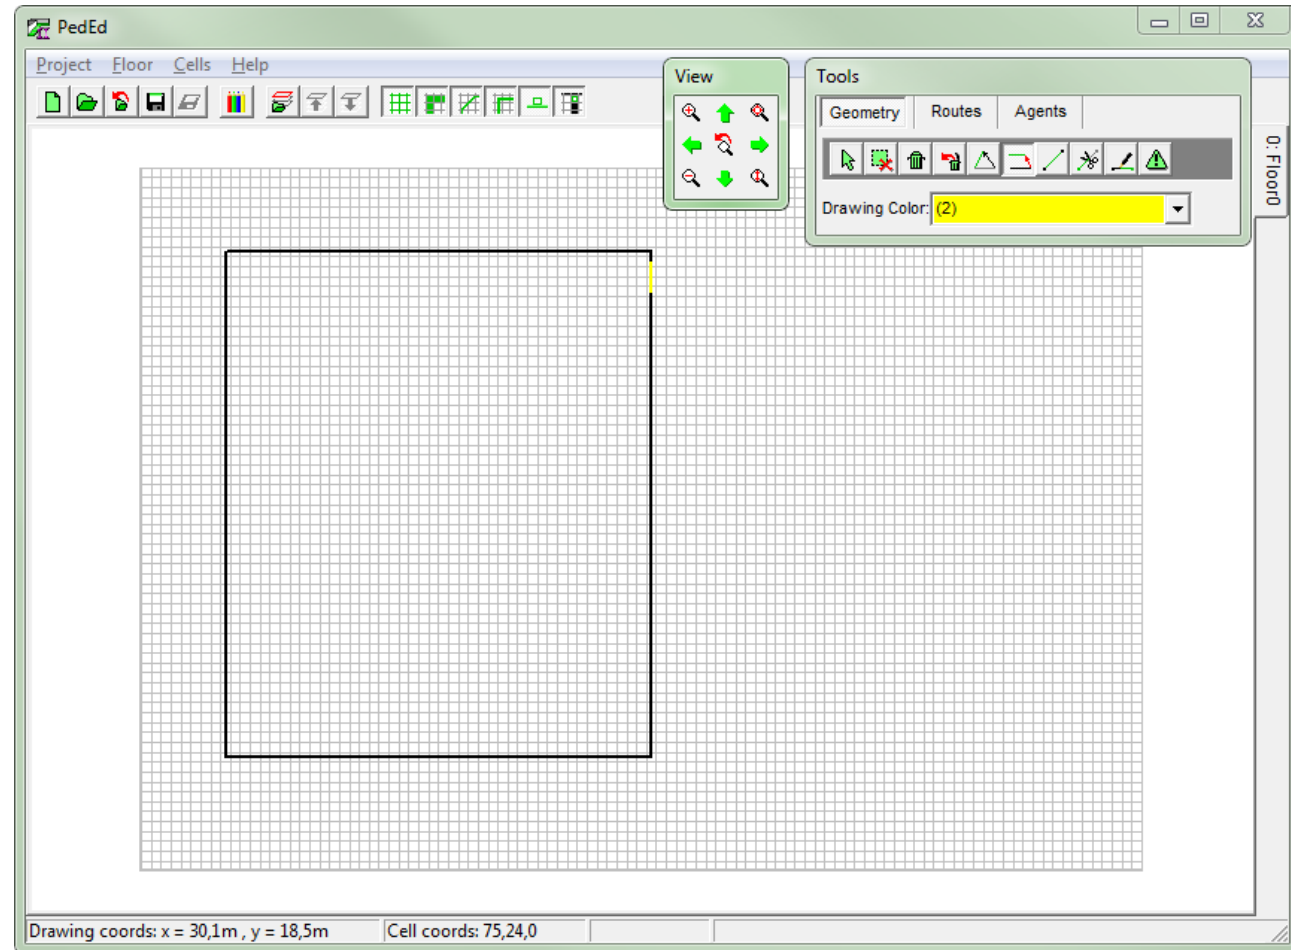 PedEd
Project Floor Cells Help
View
Tools
Geometry Routes Agents
Drawing Color: (2)
0: Floor0
Drawing coords: x = 30,1m , y = 18,5m
Cell coords: 75,24,0